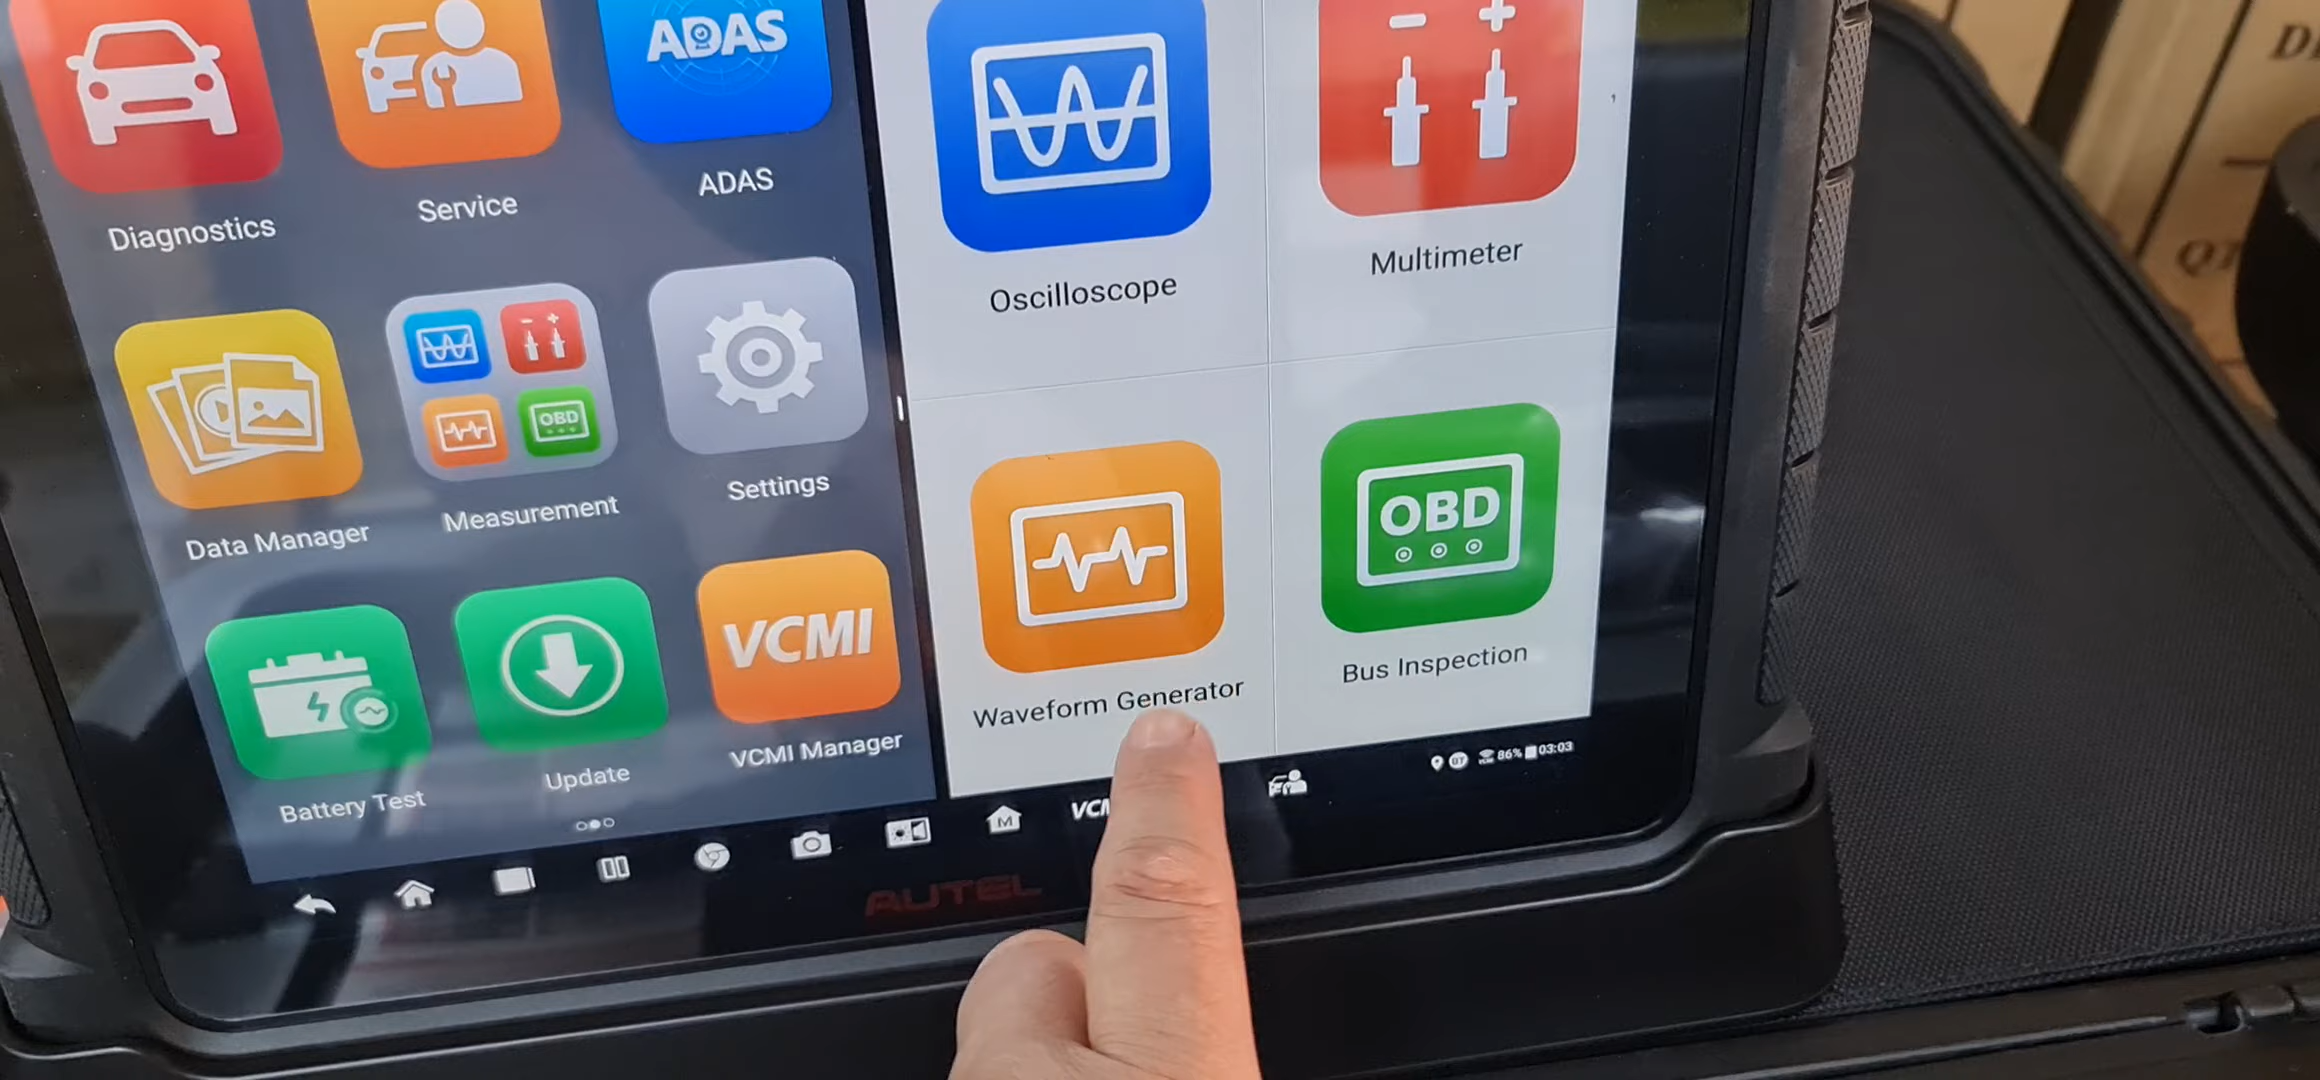 ADAS
ADAS
Service
Diagnostics
- +
Oscilloscope
Multimeter
- +
OBD
Data Manager
Measurement
Settings
OBD
Waveform Generator
Bus Inspection
VCMI
Battery Test
Update
VCMI Manager
M
VCM
86% 03:03
AUTEL